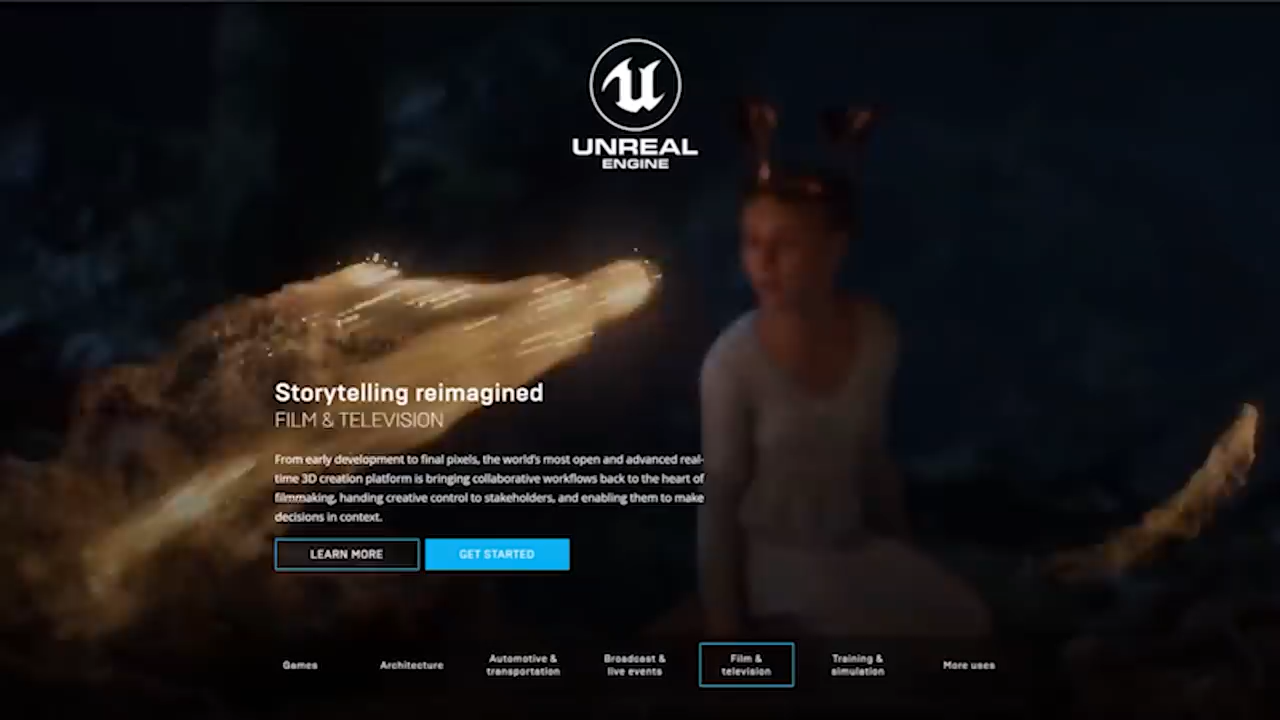 UNREAL
ENGINE
Storytelling reimagined
FILM & TELEVISION
From early development to final pixels, the world's most open and advanced real-
time 3D creation platform is bringing collaborative workflows back to the heart of
filmmaking, handing creative control to stakeholders, and enabling them to make
decisions in context.
LEARN MORE GET STARTED
Games
Architecture
Automotive &
transportation
Broadcast &
live events
Film &
television
Training &
simulation
More uses